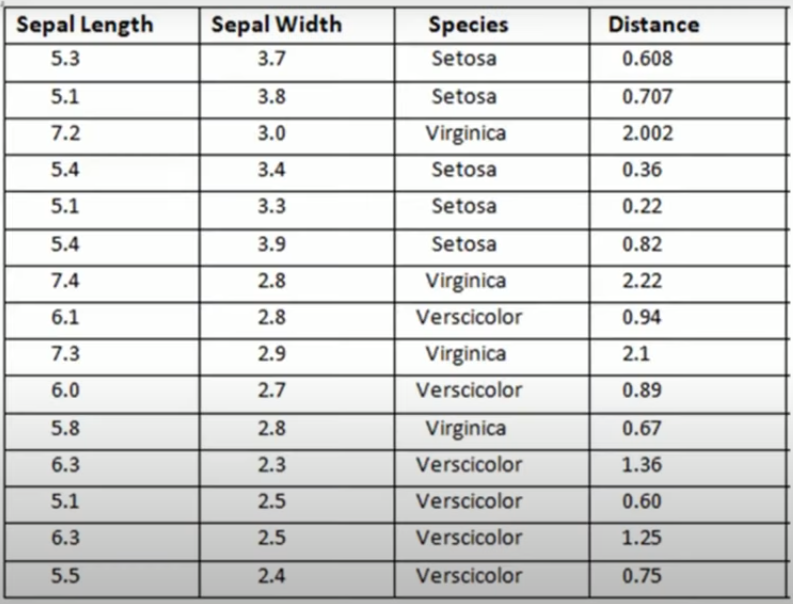 Sepal Length Sepal Width Species Distance
5.3 3.7 Setosa 0.608
5.1 3.8 Setosa 0.707
7.2 3.0 Virginica 2.002
5.4 3.4 Setosa 0.36
5.1 3.3 Setosa 0.22
5.4 3.9 Setosa 0.82
7.4 2.8 Virginica 2.22
6.1 2.8 Verscicolor 0.94
7.3 2.9 Virginica 2.1
6.0 2.7 Verscicolor 0.89
5.8 2.8 Virginica 0.67
6.3 2.3 Verscicolor 1.36
5.1 2.5 Verscicolor 0.60
6.3 2.5 Verscicolor 1.25
5.5 2.4 Verscicolor 0.75